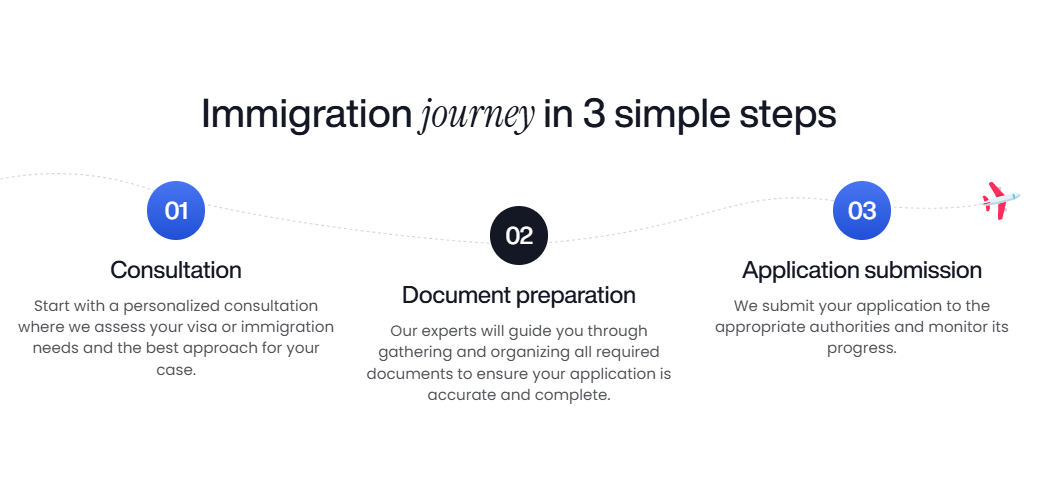 Immigration journey in 3 simple steps
01
Consultation
Start with a personalized consultation
where we assess your visa or immigration
needs and the best approach for your
case.
02
Document preparation
Our experts will guide you through
gathering and organizing all required
documents to ensure your application is
accurate and complete.
03
Application submission
We submit your application to the
appropriate authorities and monitor its
progress.